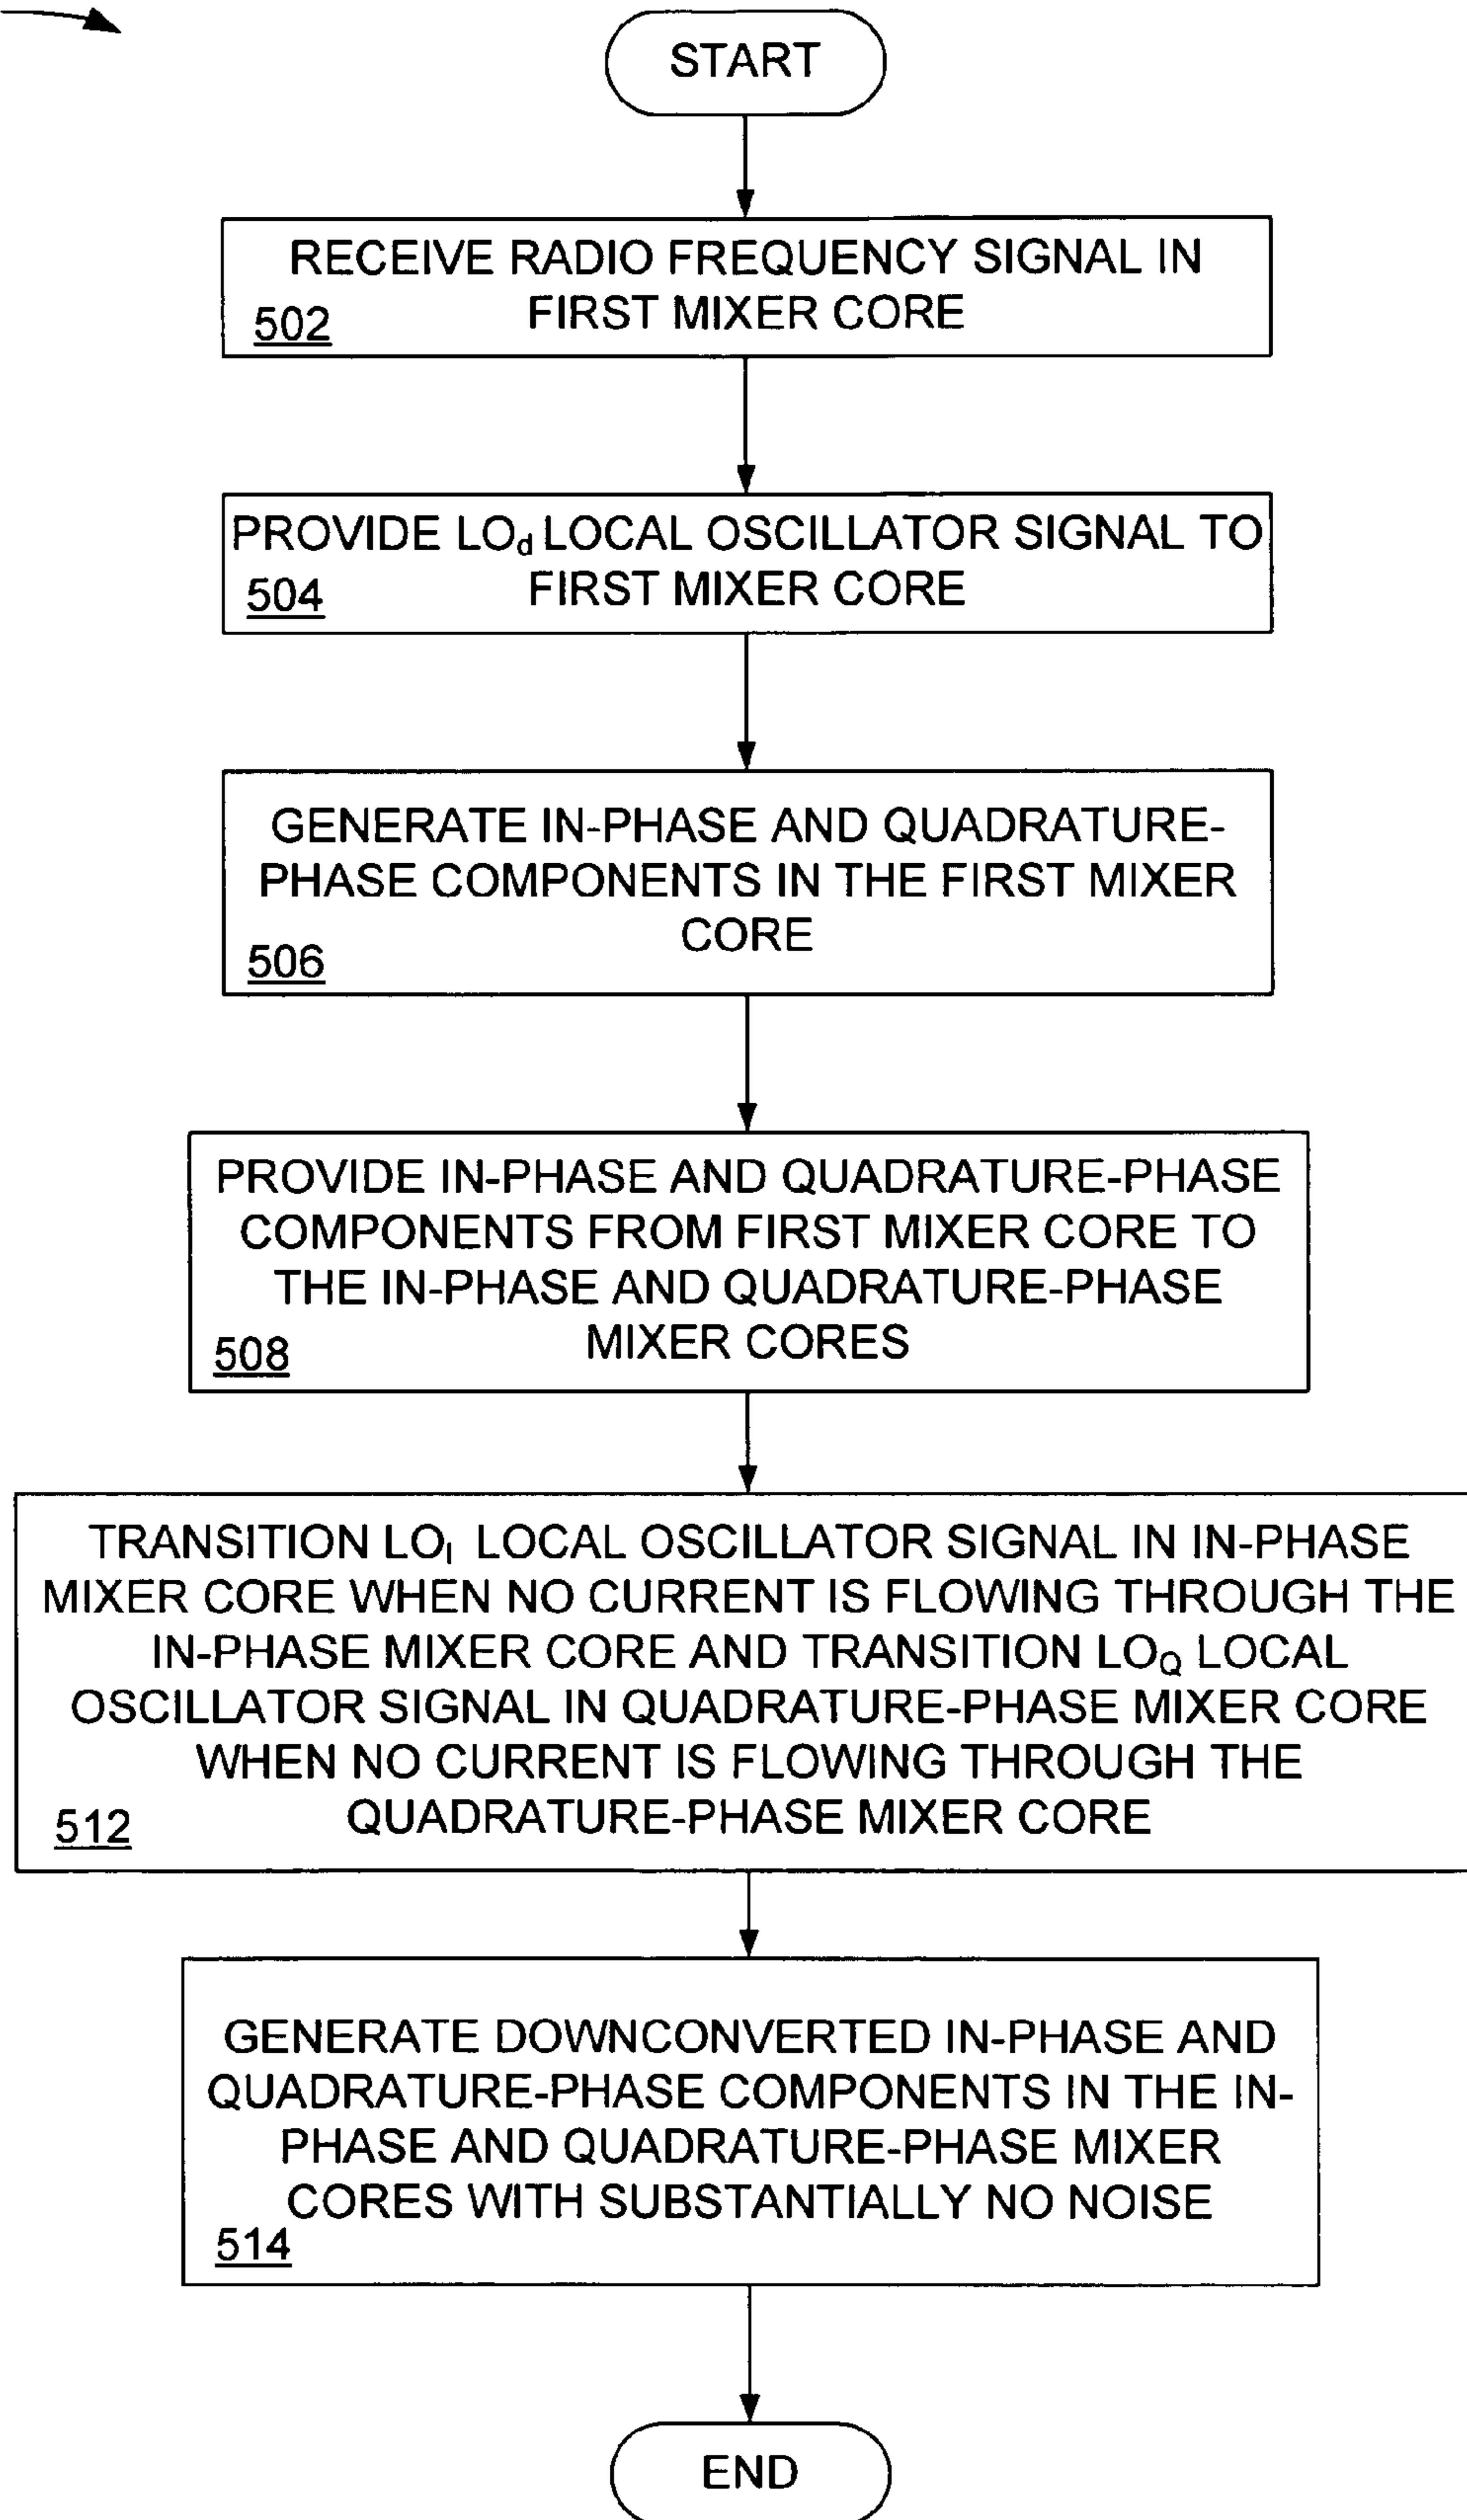 START
RECEIVE RADIO FREQUENCY SIGNAL IN
FIRST MIXER CORE
502
PROVIDE LOd LOCAL OSCILLATOR SIGNAL TO
FIRST MIXER CORE
504
GENERATE IN-PHASE AND QUADRATURE-
PHASE COMPONENTS IN THE FIRST MIXER
CORE
506
PROVIDE IN-PHASE AND QUADRATURE-PHASE
COMPONENTS FROM FIRST MIXER CORE TO
THE IN-PHASE AND QUADRATURE-PHASE
MIXER CORES
508
TRANSITION LOI LOCAL OSCILLATOR SIGNAL IN IN-PHASE
MIXER CORE WHEN NO CURRENT IS FLOWING THROUGH THE
IN-PHASE MIXER CORE AND TRANSITION LOQ LOCAL
OSCILLATOR SIGNAL IN QUADRATURE-PHASE MIXER CORE
WHEN NO CURRENT IS FLOWING THROUGH THE
QUADRATURE-PHASE MIXER CORE
512
GENERATE DOWNCONVERTED IN-PHASE AND
QUADRATURE-PHASE COMPONENTS IN THE IN-
PHASE AND QUADRATURE-PHASE MIXER
CORES WITH SUBSTANTIALLY NO NOISE
514
END